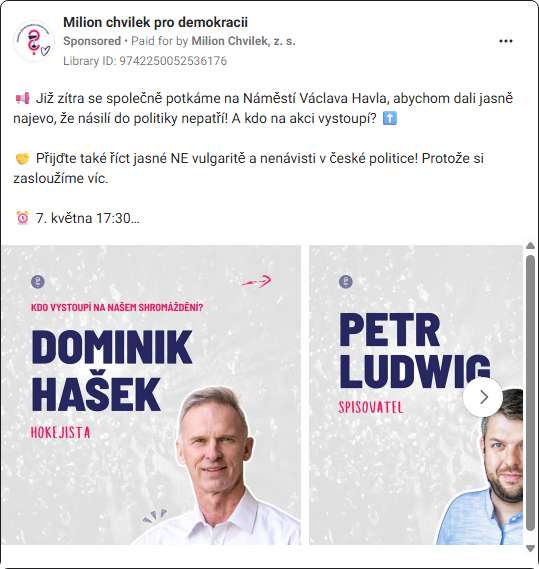 Milion chvilek pro demokracii
Sponsored • Paid for by Milion Chvilek, z. s.
Library ID: 9742250052536176
📢 Již zítra se společně potkáme na Náměstí Václava Havla, abychom dali jasně
najevo, že násilí do politiky nepatří! A kdo na akci vystoupí? ⬆️
🤝 Přijďte také říct jasné NE vulgaritě a nenávisti v české politice! Protože si
zasloužíme víc.
⏰ 7. května 17:30…
KDO VYSTOUPÍ NA NAŠEM SHROMÁŽDĚNÍ?
DOMINIK
HAŠEK
HOKEJISTA
PETR
LUDWIG
SPISOVATEL